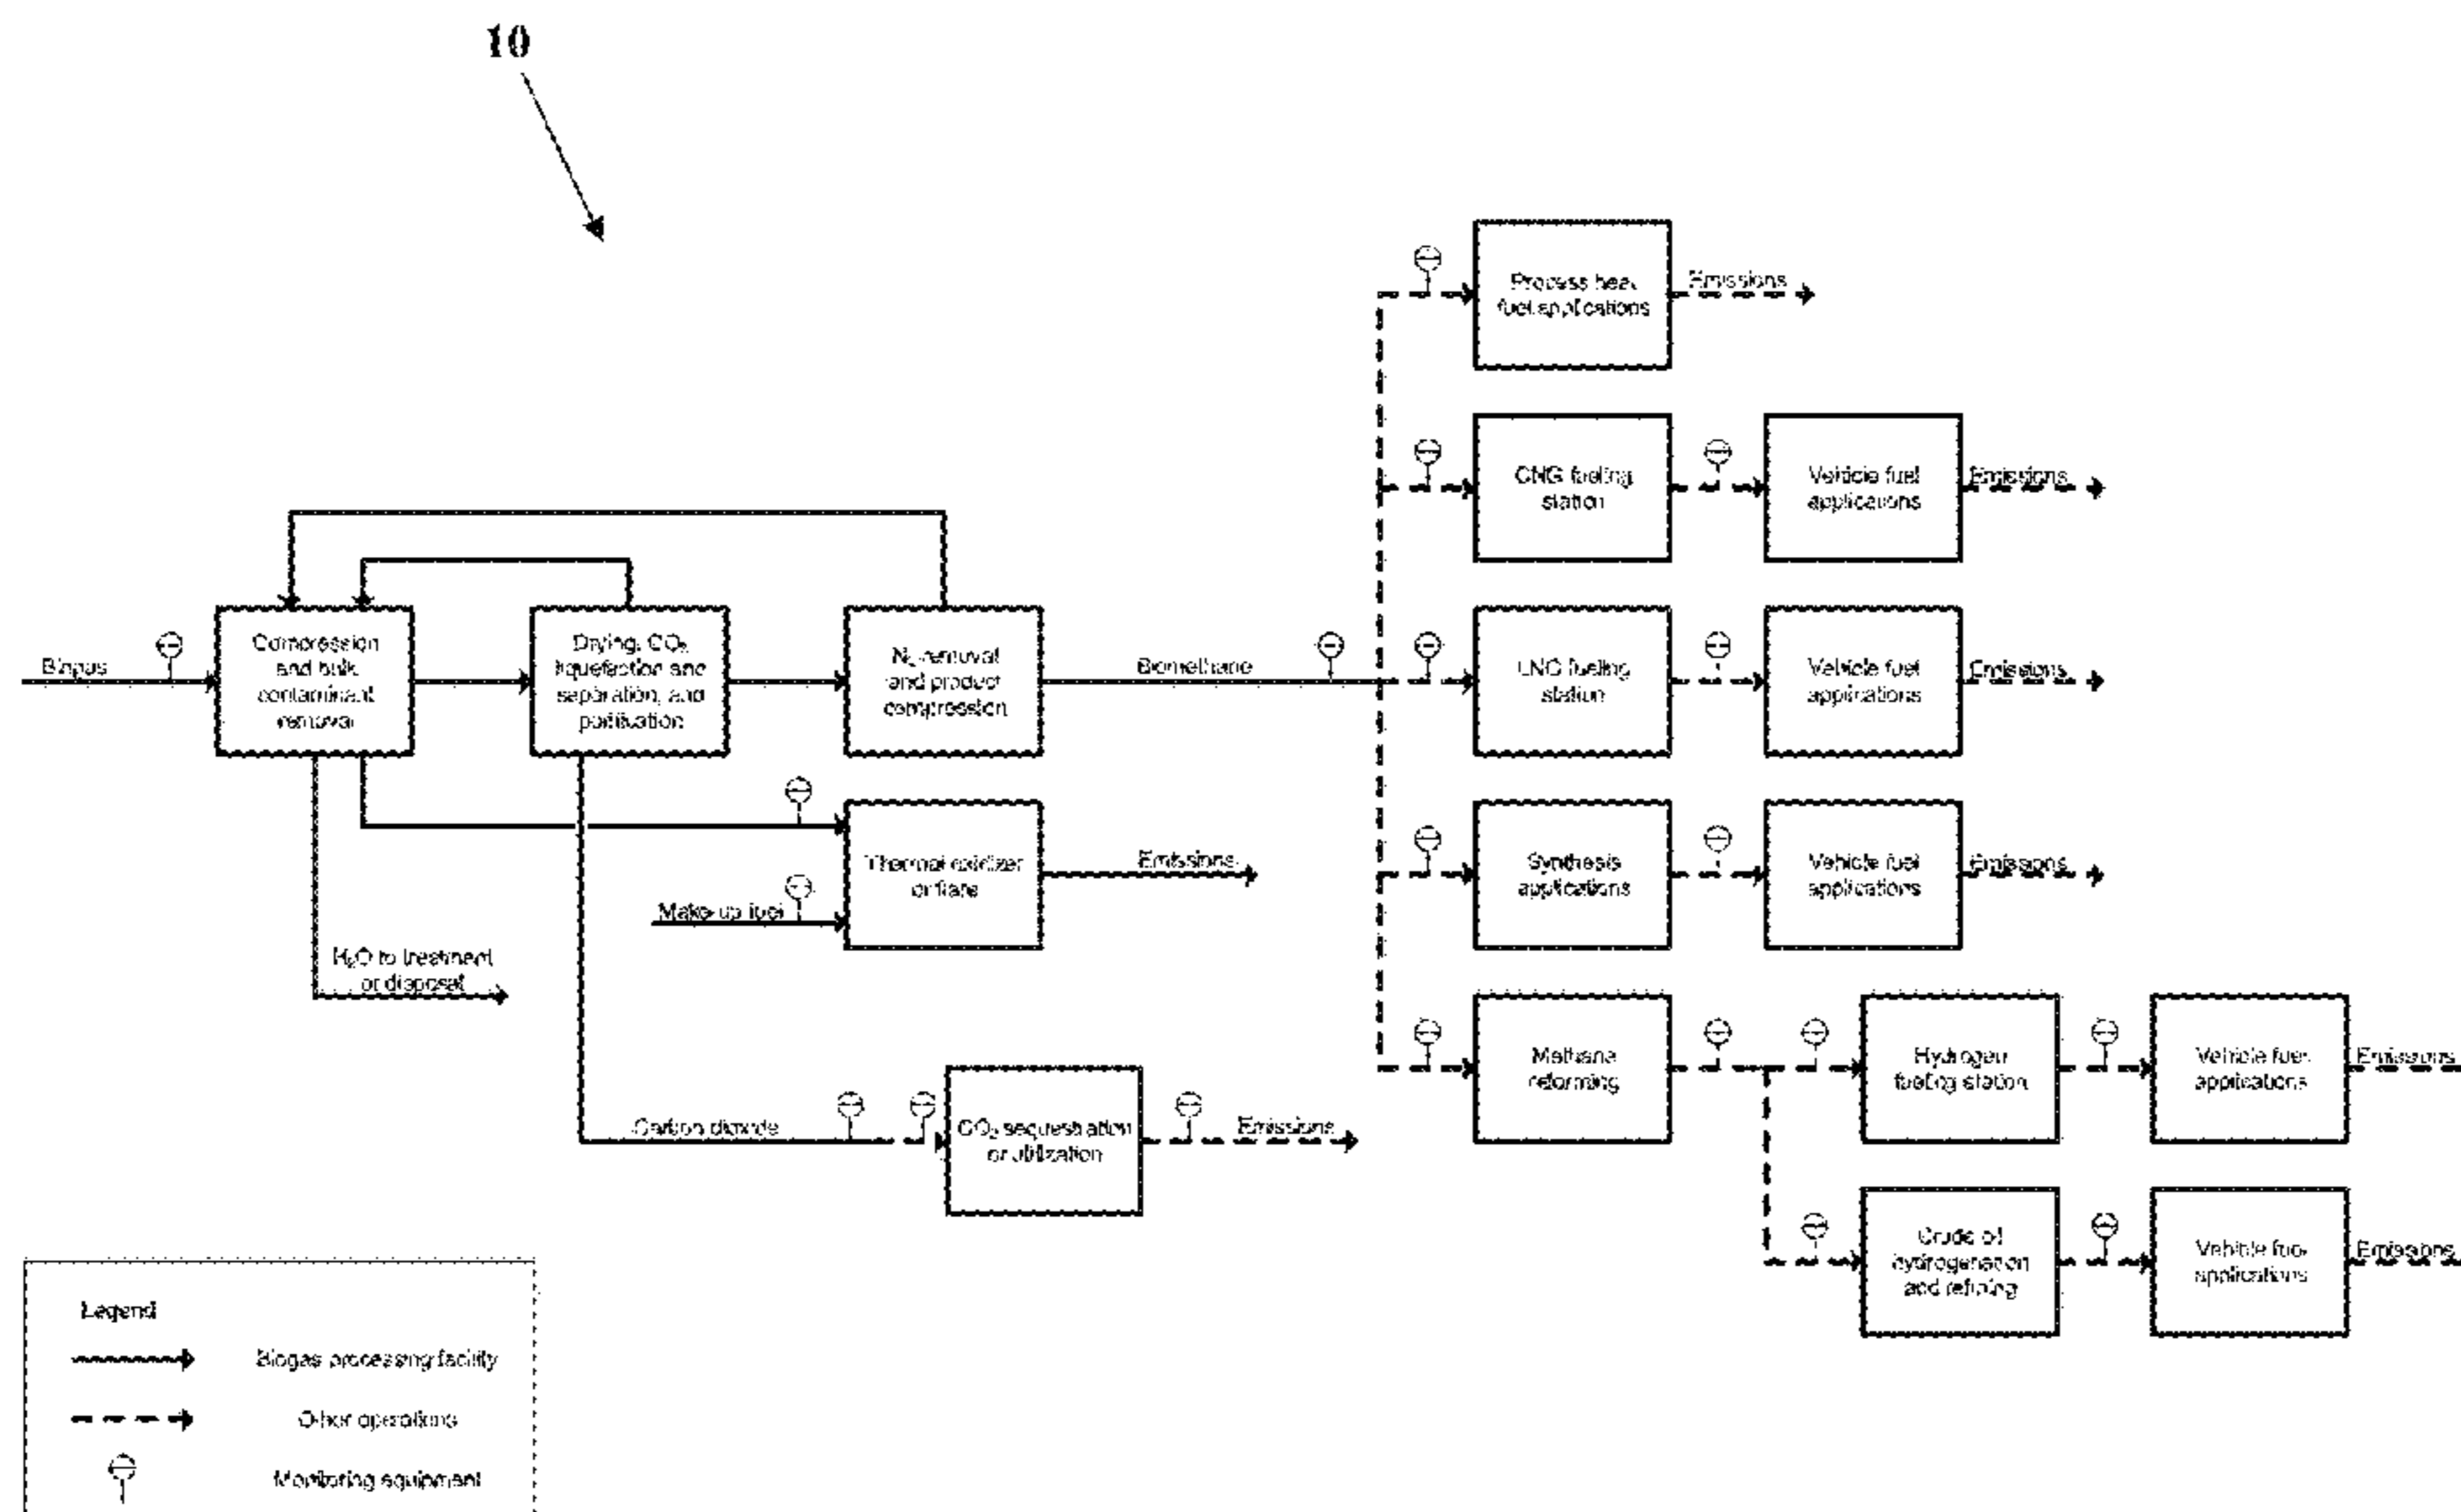 10
Process heat
fuel applications
Emissions
CNG fueling
station
Vehicle fuel
applications
Emissions
Biogas
Compression
and bulk
contaminant
removal
Drying, CO₂
liquefaction and
separation, and
purification
N₂ removal
and product
compression
Biomethane
LNG fueling
station
Vehicle fuel
applications
Emissions
Thermal oxidizer
or flare
Emissions
Make-up fuel
H₂O to treatment
or disposal
Synthesis
applications
Vehicle fuel
applications
Emissions
Carbon dioxide
CO₂ sequestration
or utilization
Emissions
Methane
reforming
Hydrogen
fueling station
Vehicle fuel
applications
Emissions
Crude oil
hydrogenation
and refining
Vehicle fuel
applications
Emissions
Legend
Biogas processing facility
Other operations
Monitoring equipment